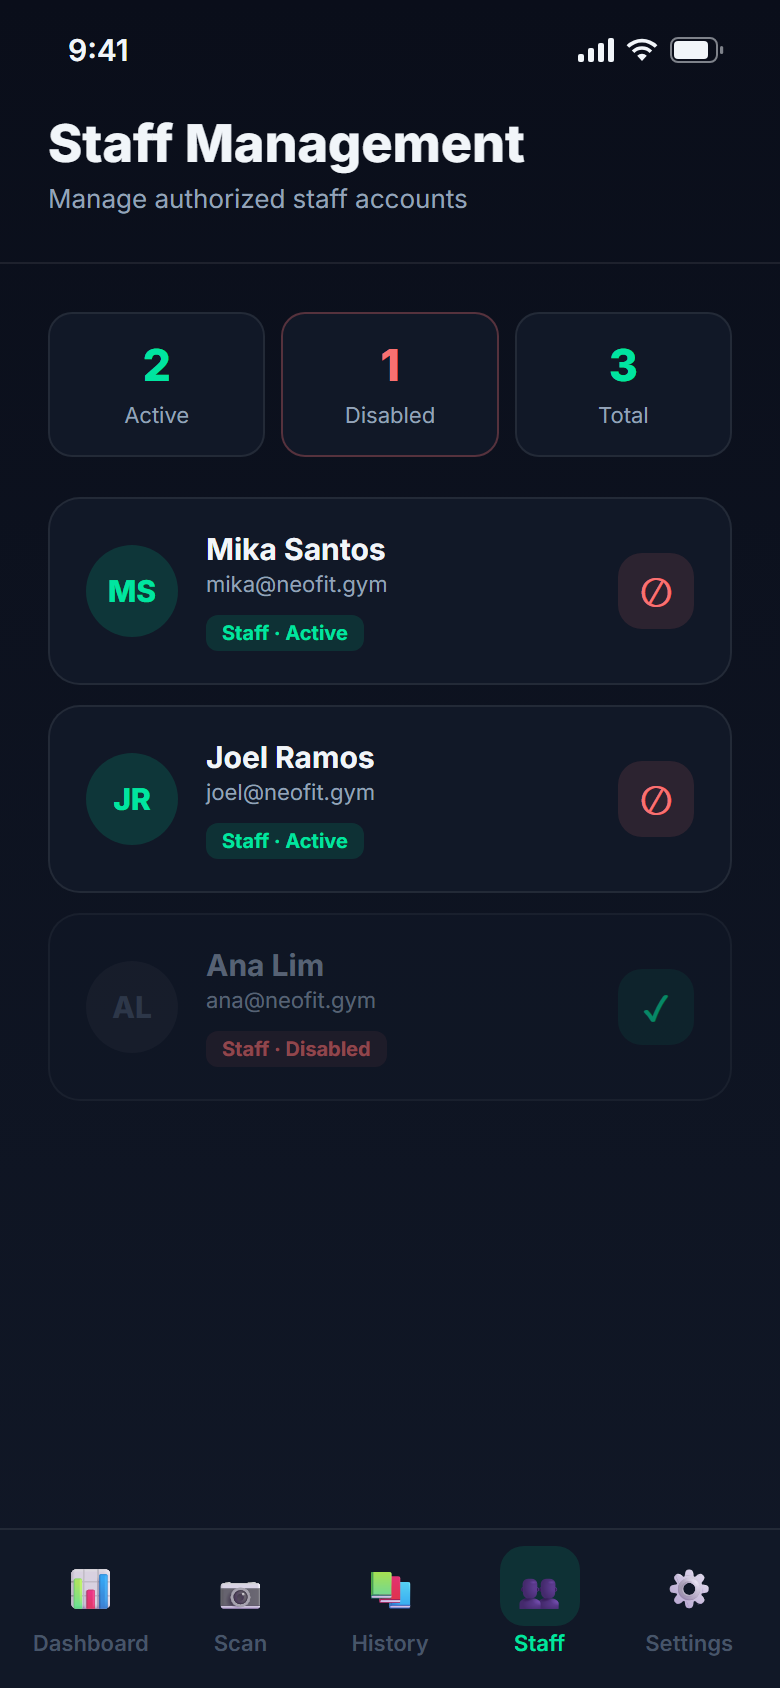 9:41
Staff Management
Manage authorized staff accounts
2
Active
1
Disabled
3
Total
MS
Mika Santos
mika@neofit.gym
Staff · Active
JR
Joel Ramos
joel@neofit.gym
Staff · Active
AL
Ana Lim
ana@neofit.gym
Staff · Disabled
Dashboard
Scan
History
Staff
Settings